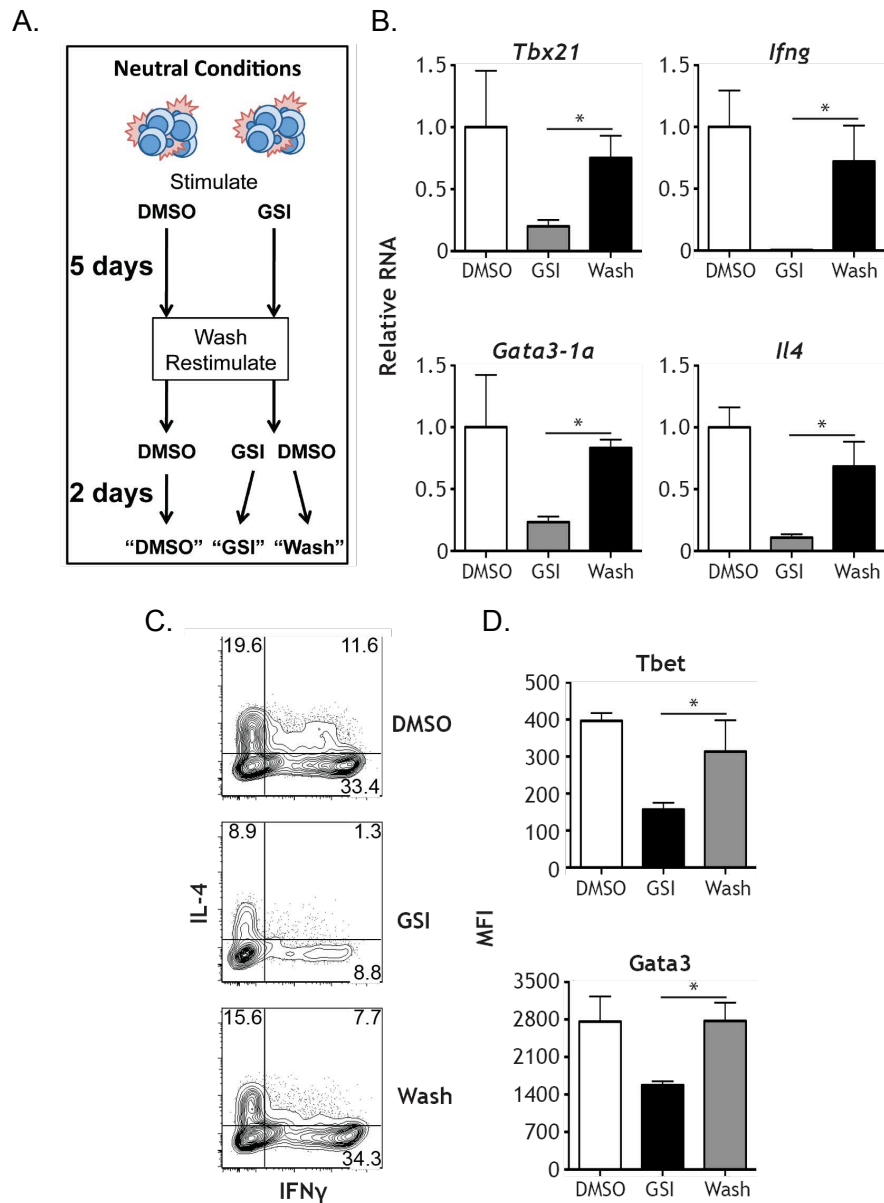 A.
Neutral Conditions
Stimulate
DMSO GSI
5 days
Wash
Restimulate
DMSO GSI DMSO
2 days
“DMSO” “GSI” “Wash”
B.
Relative RNA
Tbx21
1.5
1.0
0.5
0
*
DMSO GSI Wash
Ifng
1.5
1.0
0.5
0
*
DMSO GSI Wash
Gata3-1a
1.5
1.0
0.5
0
*
DMSO GSI Wash
Il4
1.5
1.0
0.5
0
*
DMSO GSI Wash
C.
19.6 11.6
33.4
DMSO
8.9 1.3
8.8
GSI
15.6 7.7
34.3
Wash
IL-4
IFNγ
D.
MFI
Tbet
500
400
300
200
100
0
*
DMSO GSI Wash
Gata3
3500
2800
2100
1400
700
0
*
DMSO GSI Wash